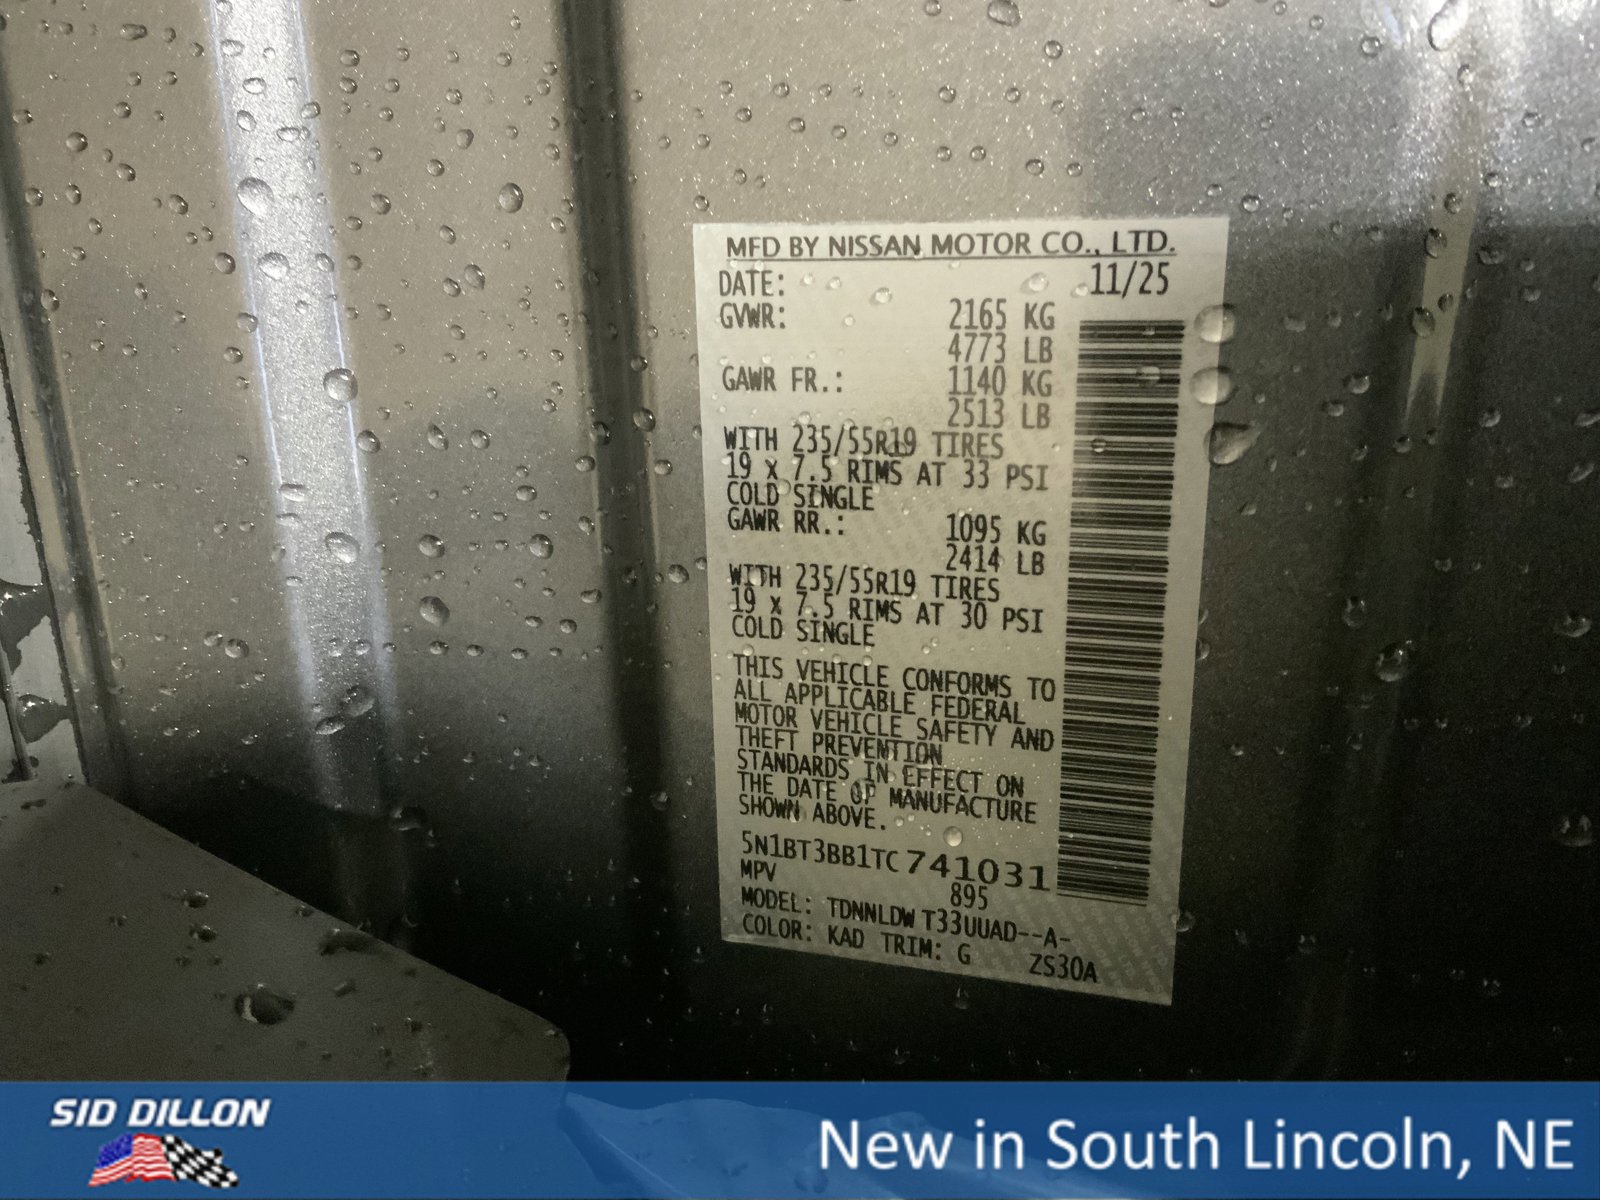 MFD BY NISSAN MOTOR CO., LTD.
DATE: 11/25
GVWR: 2165 KG
4773 LB
GAWR FR.: 1140 KG
2513 LB
WITH 235/55R19 TIRES
19 x 7.5 RIMS AT 33 PSI
COLD SINGLE
GAWR RR.: 1095 KG
2414 LB
WITH 235/55R19 TIRES
19 x 7.5 RIMS AT 30 PSI
COLD SINGLE
THIS VEHICLE CONFORMS TO
ALL APPLICABLE FEDERAL
MOTOR VEHICLE SAFETY AND
THEFT PREVENTION
STANDARDS IN EFFECT ON
THE DATE OF MANUFACTURE
SHOWN ABOVE.
5N1BT3BB1TC741031
MPV 895
MODEL: TDNNLDW T33UUAD--A-
COLOR: KAD TRIM: G ZS30A
SID DILLON
New in South Lincoln, NE